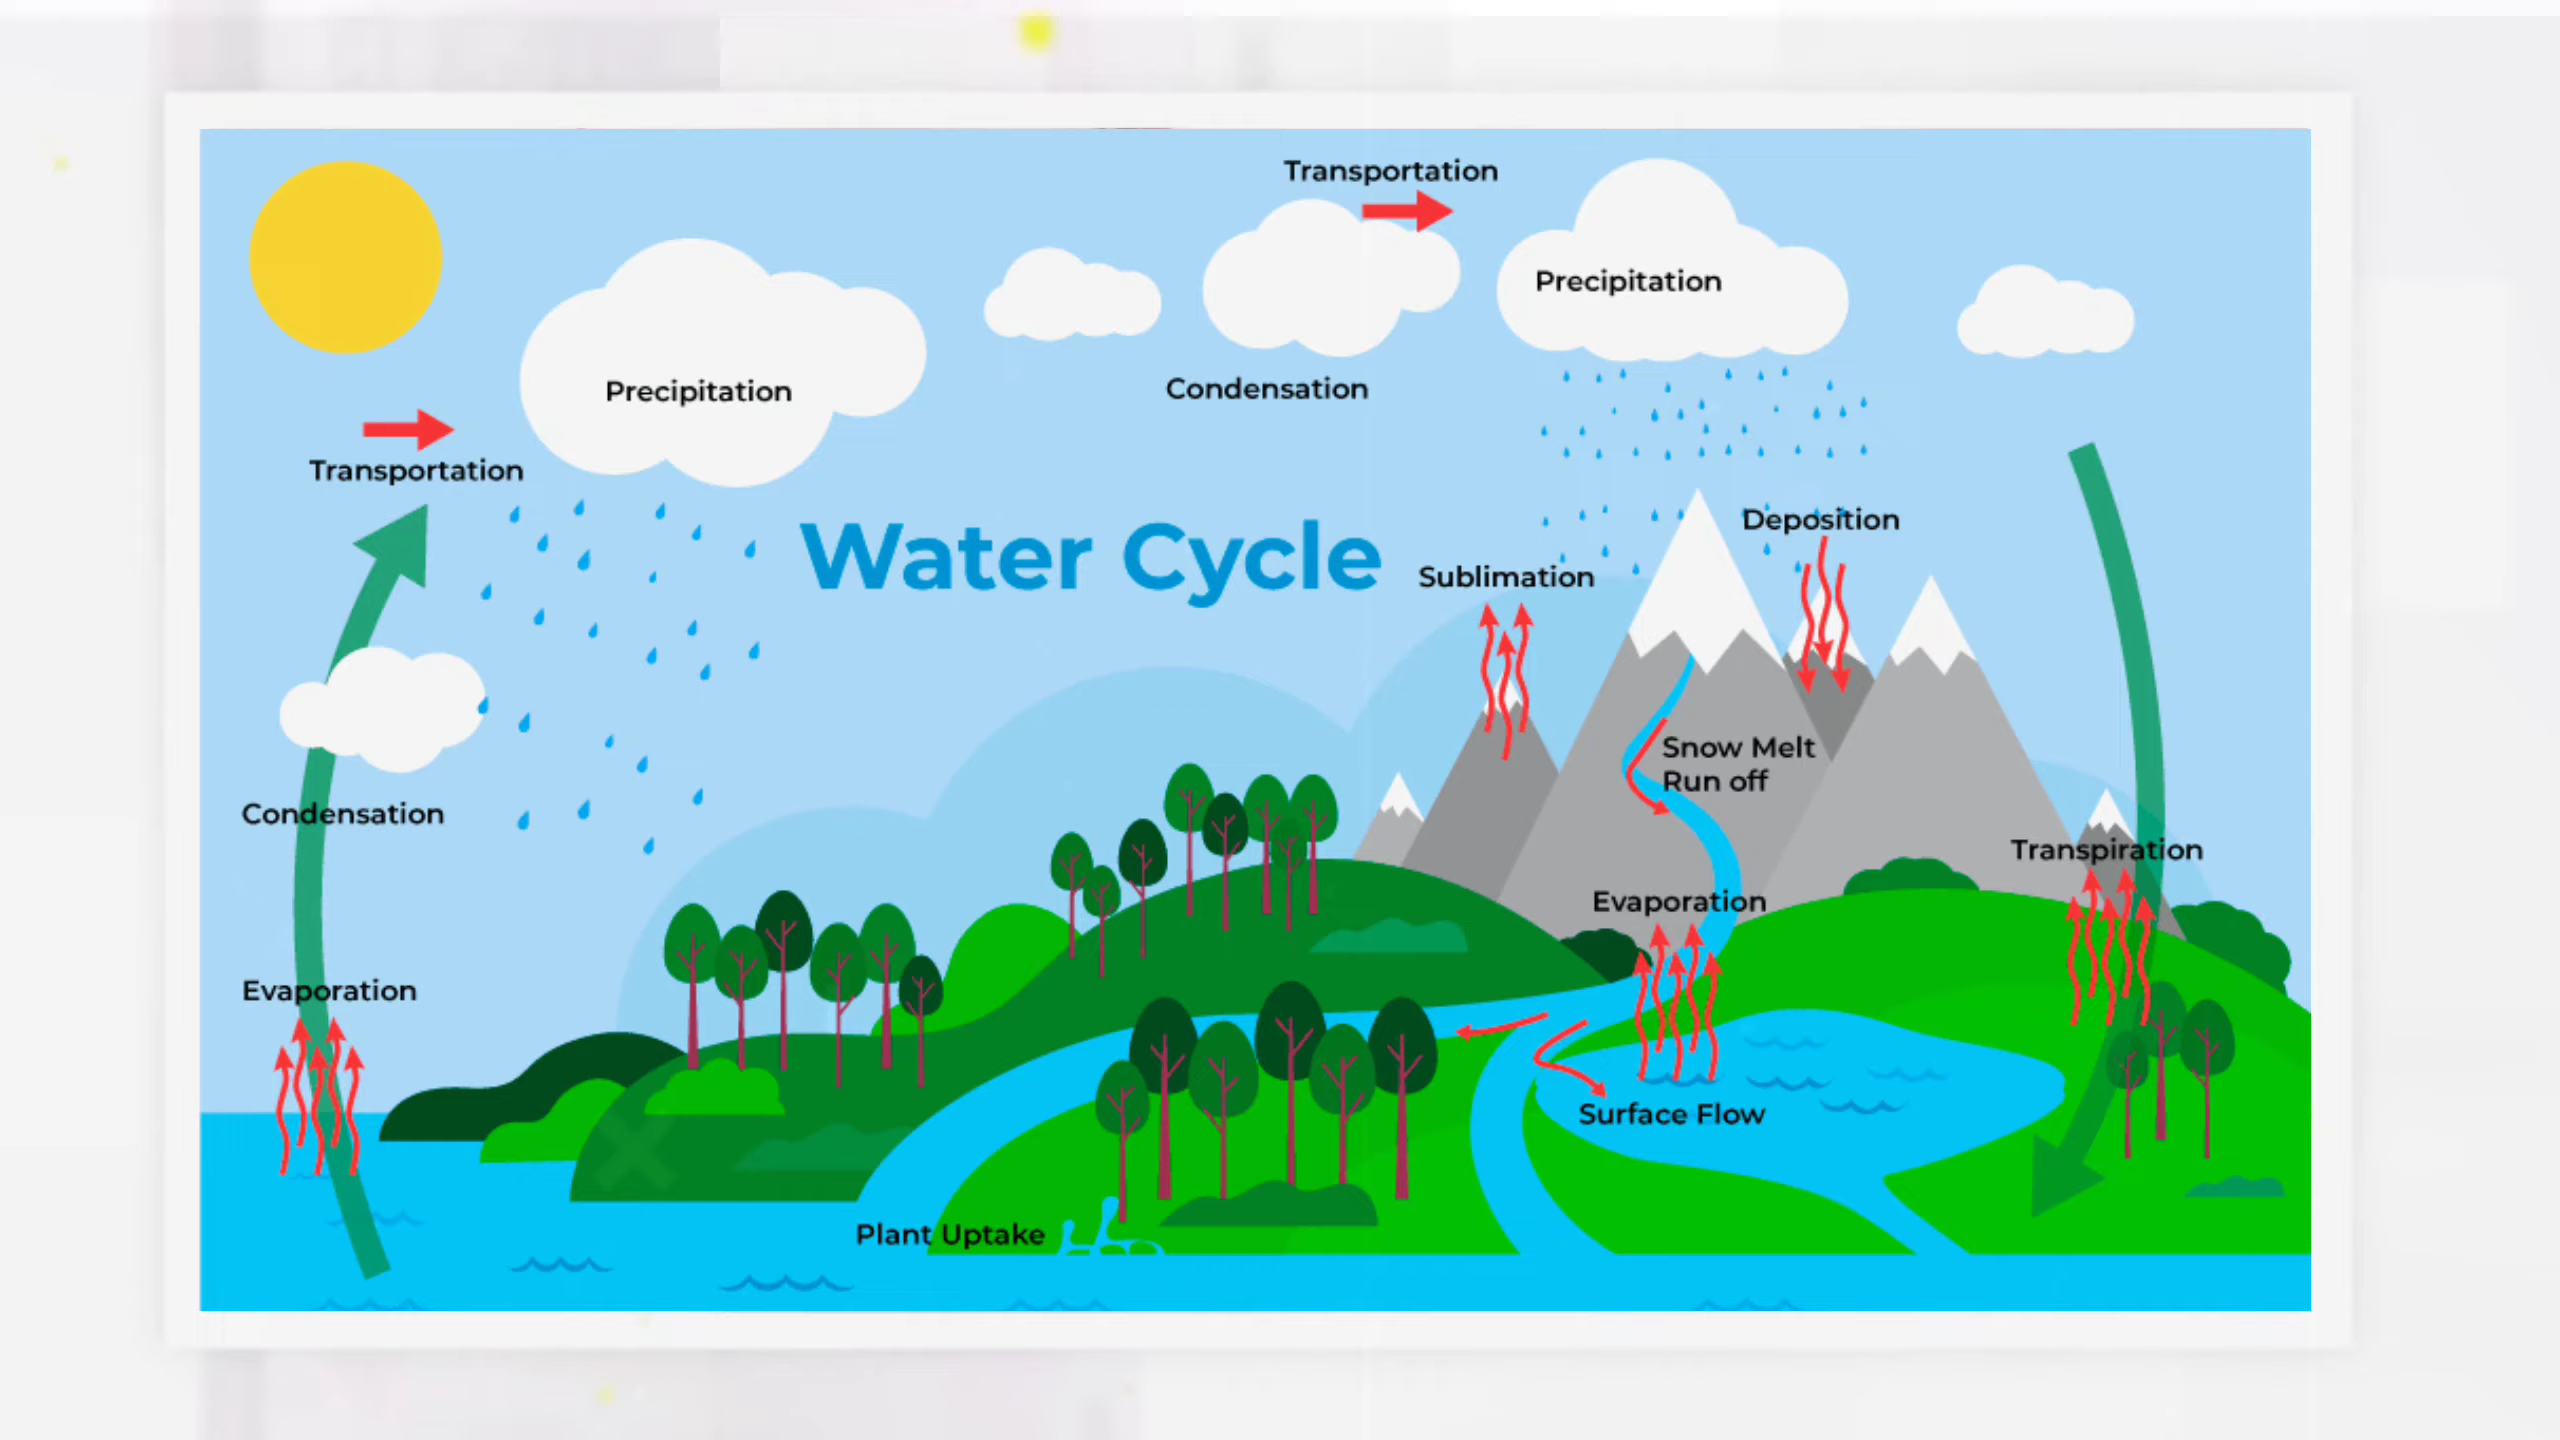 Transportation
Precipitation
Precipitation
Condensation
Transportation
Water Cycle
Deposition
Sublimation
Snow Melt
Run off
Condensation
Transpiration
Evaporation
Evaporation
Surface Flow
Plant Uptake